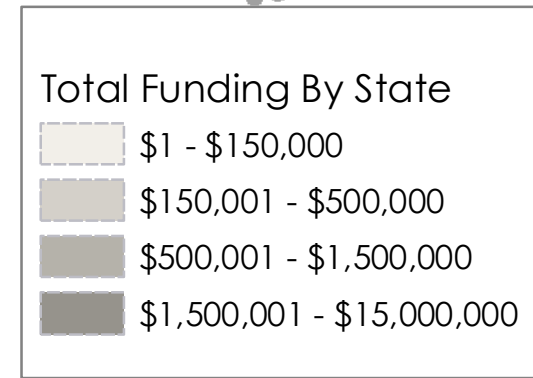 Total Funding By State
$1 - $150,000
$150,001 - $500,000
$500,001 - $1,500,000
$1,500,001 - $15,000,000